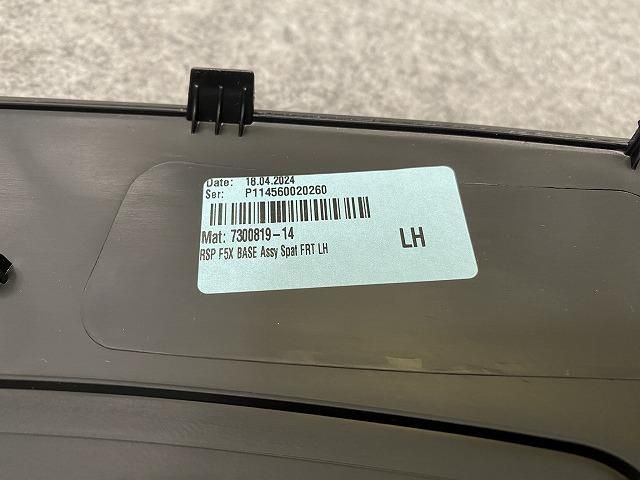 Date: 18.04.2024
Ser: P114560020260
Mat: 7300819-14
LH
RSP F5X BASE Assy Spat FRT LH